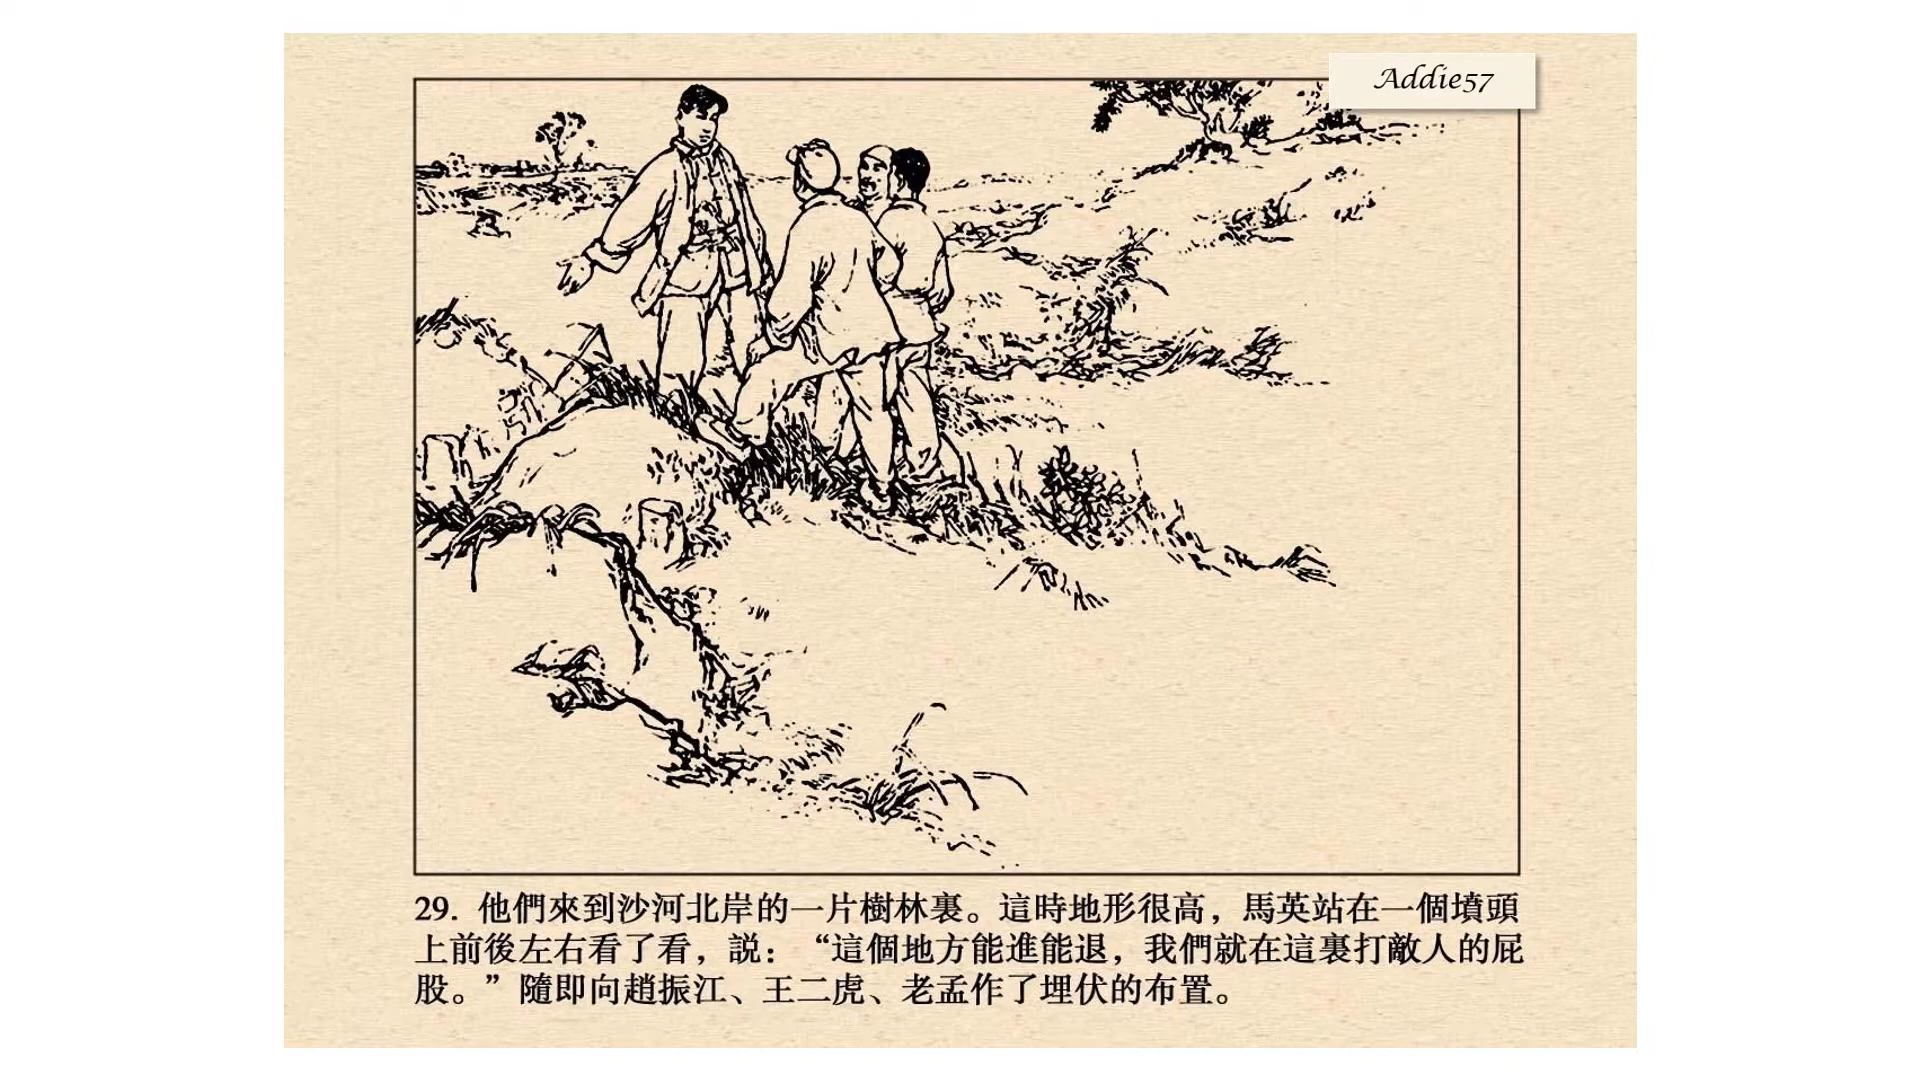 Addie57
29. 他們來到沙河北岸的一片樹林裏。這時地形很高，馬英站在一個墳頭
上前後左右看了看，説：“這個地方能進能退，我們就在這裏打敵人的屁
股。”隨即向趙振江、王二虎、老孟作了埋伏的布置。